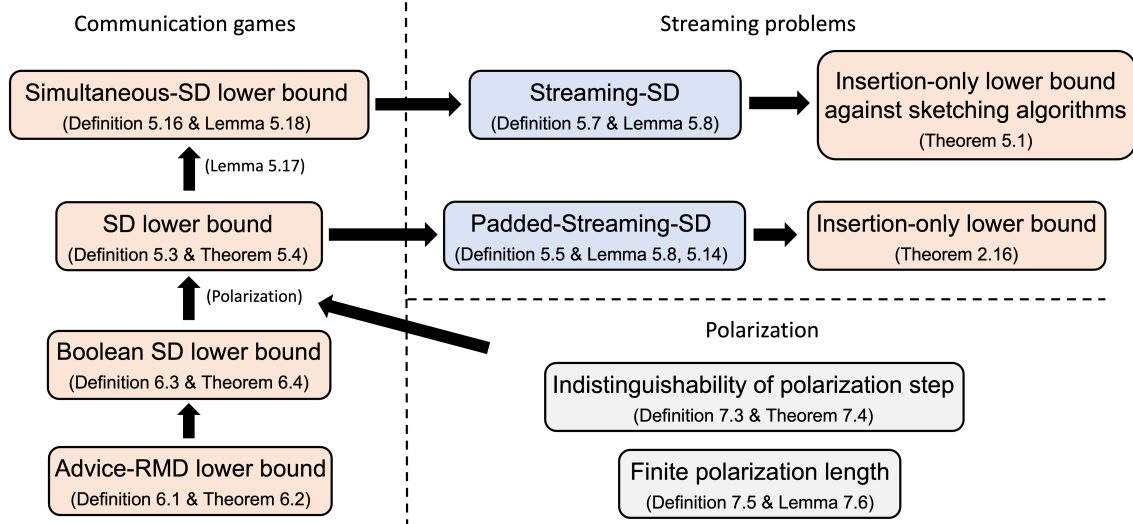 Communication games
Streaming problems
Simultaneous-SD lower bound
(Definition 5.16 & Lemma 5.18)
Streaming-SD
(Definition 5.7 & Lemma 5.8)
Insertion-only lower bound
against sketching algorithms
(Theorem 5.1)
(Lemma 5.17)
SD lower bound
(Definition 5.3 & Theorem 5.4)
Padded-Streaming-SD
(Definition 5.5 & Lemma 5.8, 5.14)
Insertion-only lower bound
(Theorem 2.16)
(Polarization)
Polarization
Boolean SD lower bound
(Definition 6.3 & Theorem 6.4)
Indistinguishability of polarization step
(Definition 7.3 & Theorem 7.4)
Advice-RMD lower bound
(Definition 6.1 & Theorem 6.2)
Finite polarization length
(Definition 7.5 & Lemma 7.6)